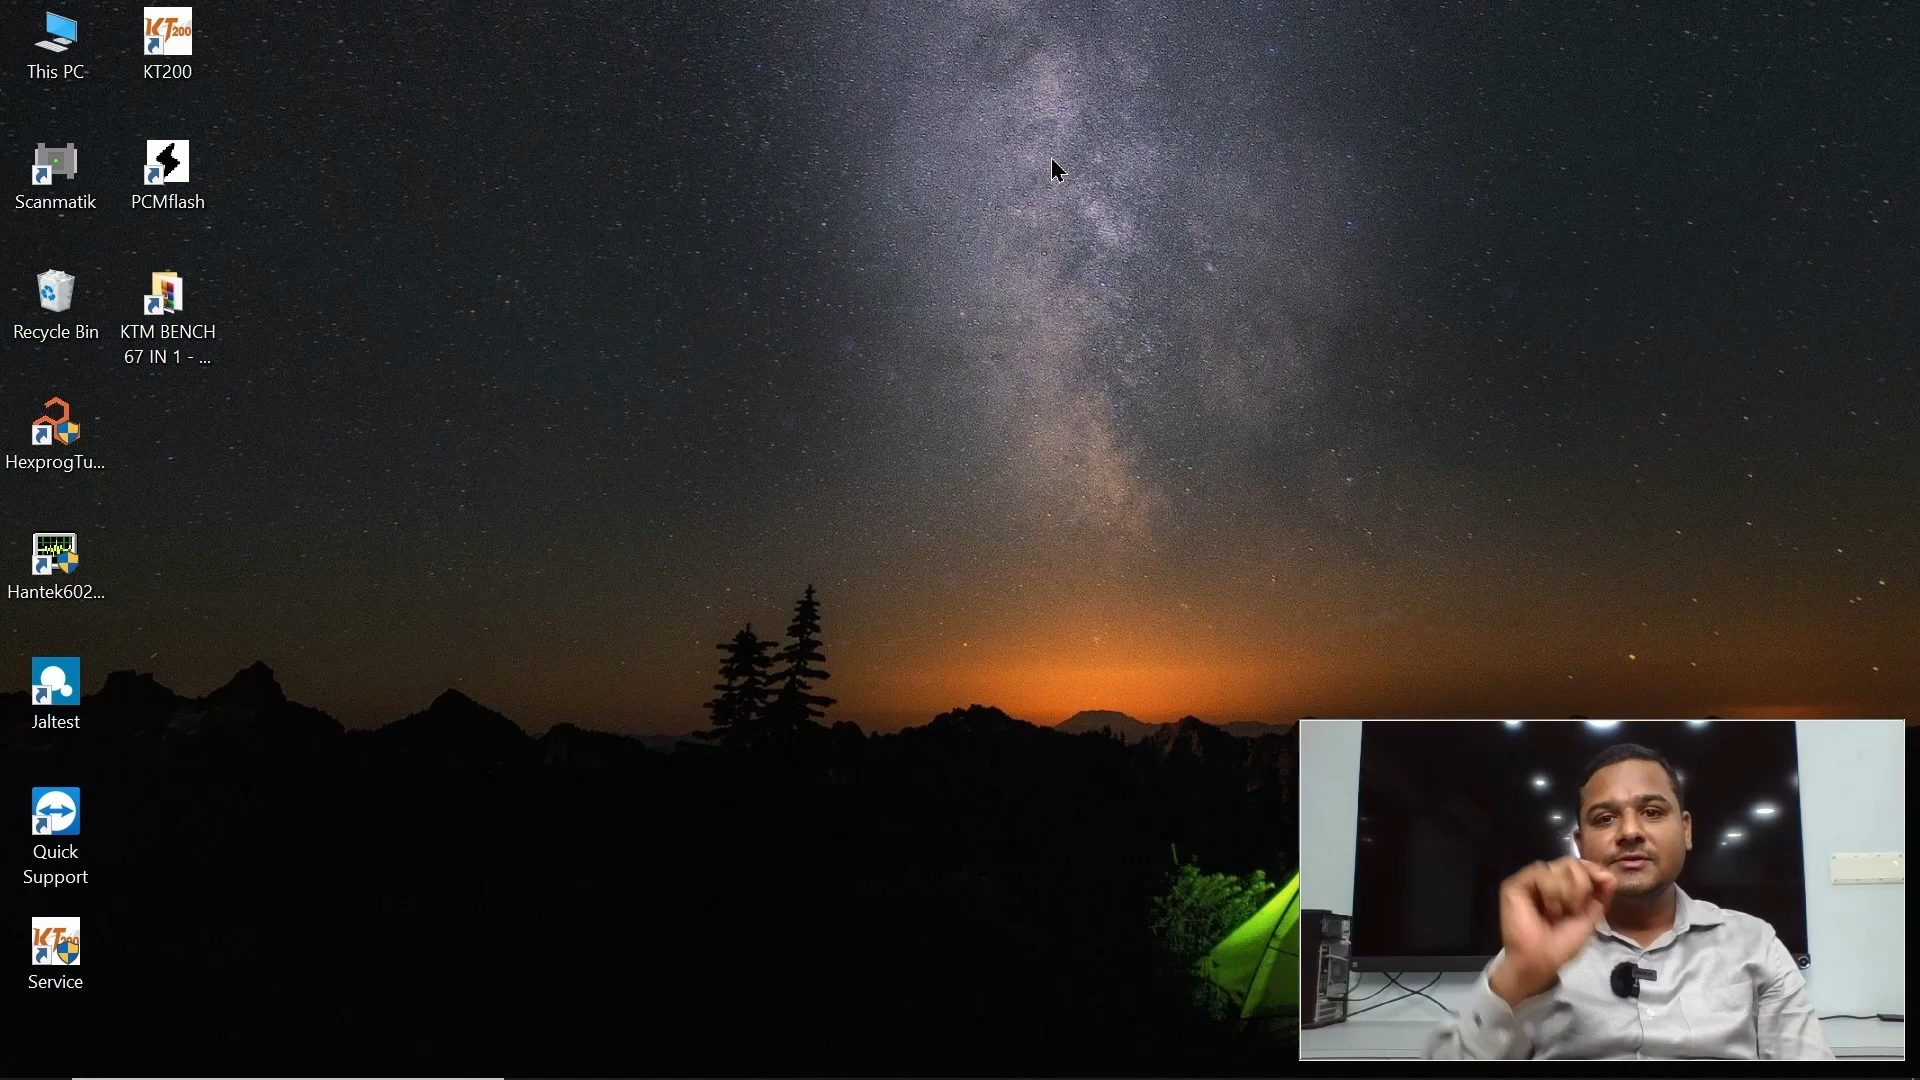 This PC
KT200
KT200
Scanmatik
PCMflash
Recycle Bin
KTM BENCH
67 IN 1 - ...
HexprogTu...
Hantek602...
Jaltest
Quick
Support
KT200
Service